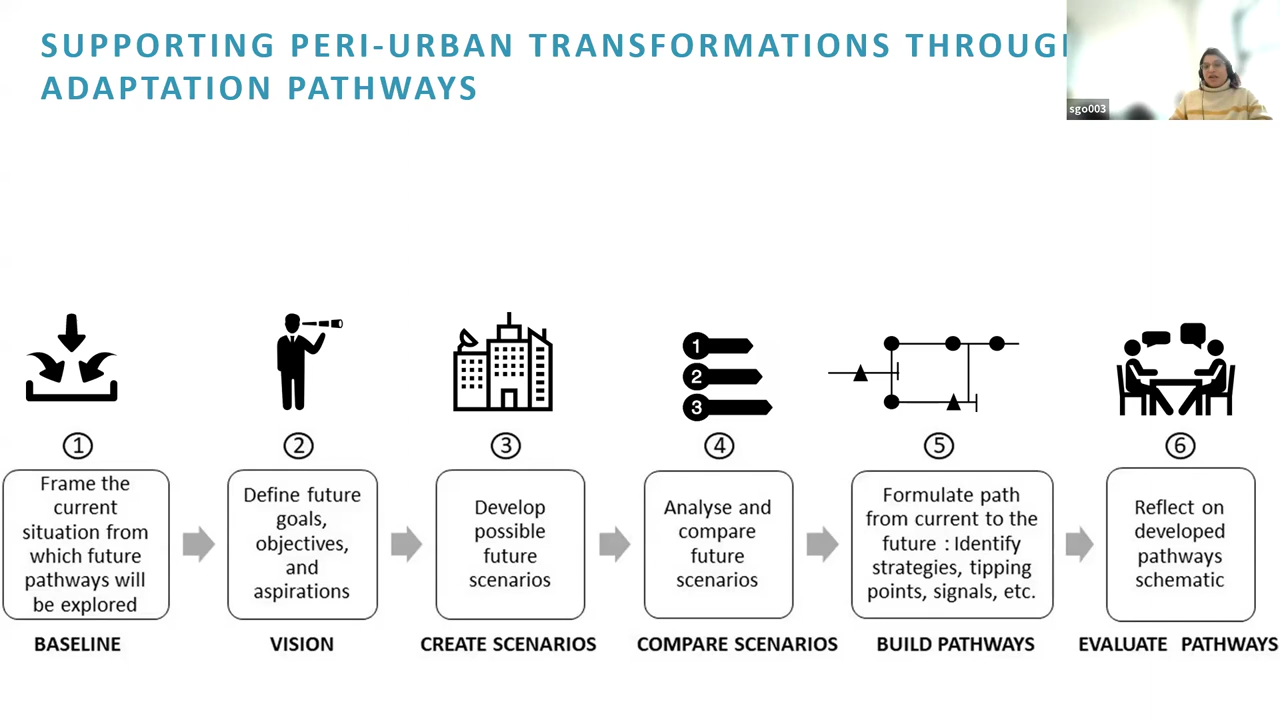 SUPPORTING PERI-URBAN TRANSFORMATIONS THROUG
ADAPTATION PATHWAYS
sgo003
1
2
3
1
2
3
4
5
6
Frame the
current
situation from
which future
pathways will
be explored
Define future
goals,
objectives,
and
aspirations
Develop
possible
future
scenarios
Analyse and
compare
future
scenarios
Formulate path
from current to the
future : Identify
strategies, tipping
points, signals, etc.
Reflect on
developed
pathways
schematic
BASELINE
VISION
CREATE SCENARIOS
COMPARE SCENARIOS
BUILD PATHWAYS
EVALUATE PATHWAYS